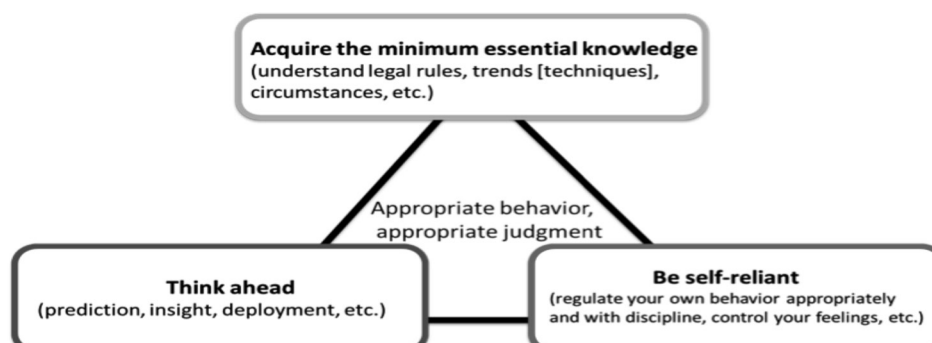 Acquire the minimum essential knowledge
(understand legal rules, trends [techniques],
circumstances, etc.)
Appropriate behavior,
appropriate judgment
Think ahead
(prediction, insight, deployment, etc.)
Be self-reliant
(regulate your own behavior appropriately
and with discipline, control your feelings, etc.)